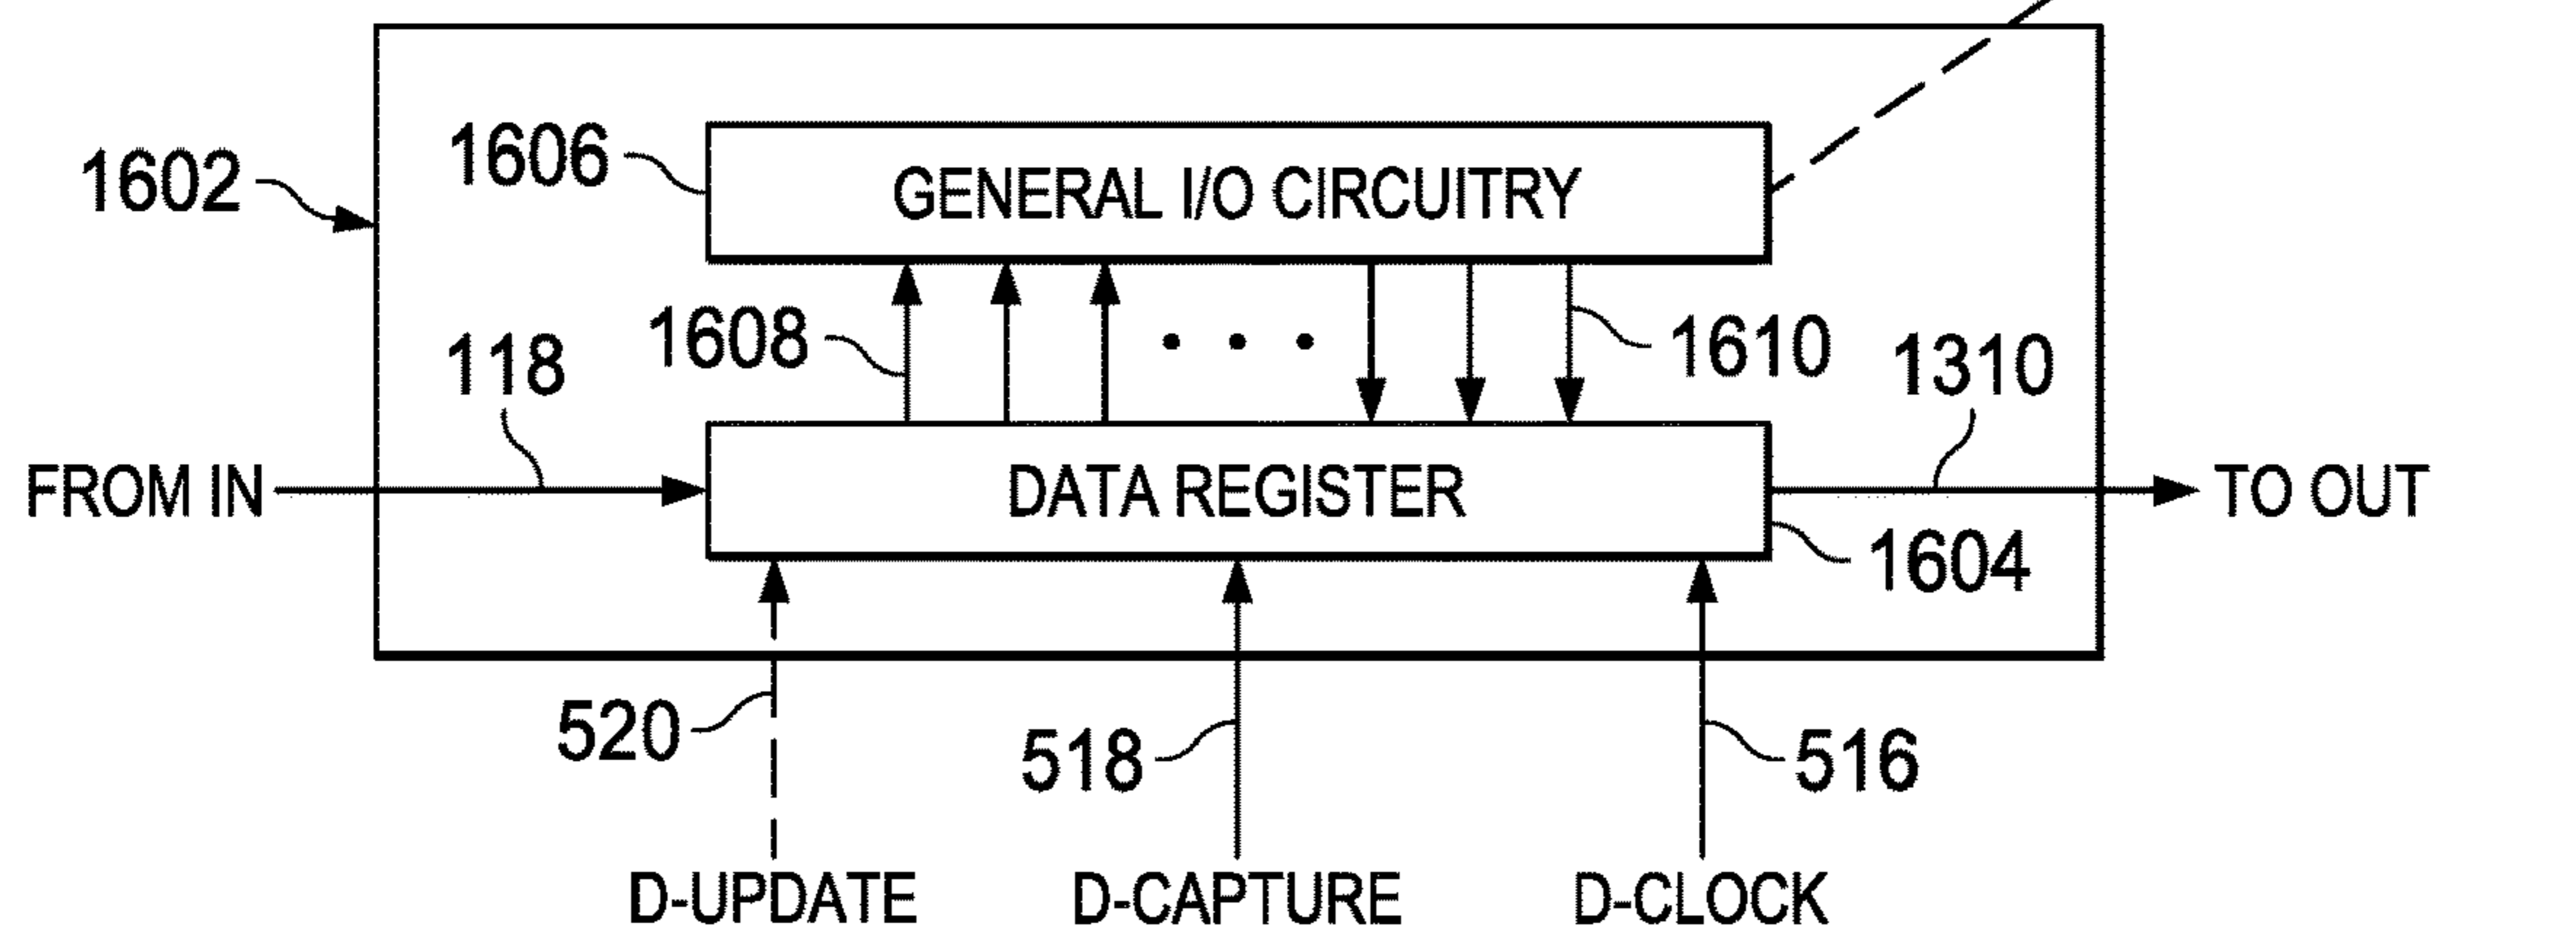 1606
1602
GENERAL I/O CIRCUITRY
1608
1610
118
1310
FROM IN
DATA REGISTER
TO OUT
1604
520
518
516
D-UPDATE
D-CAPTURE
D-CLOCK